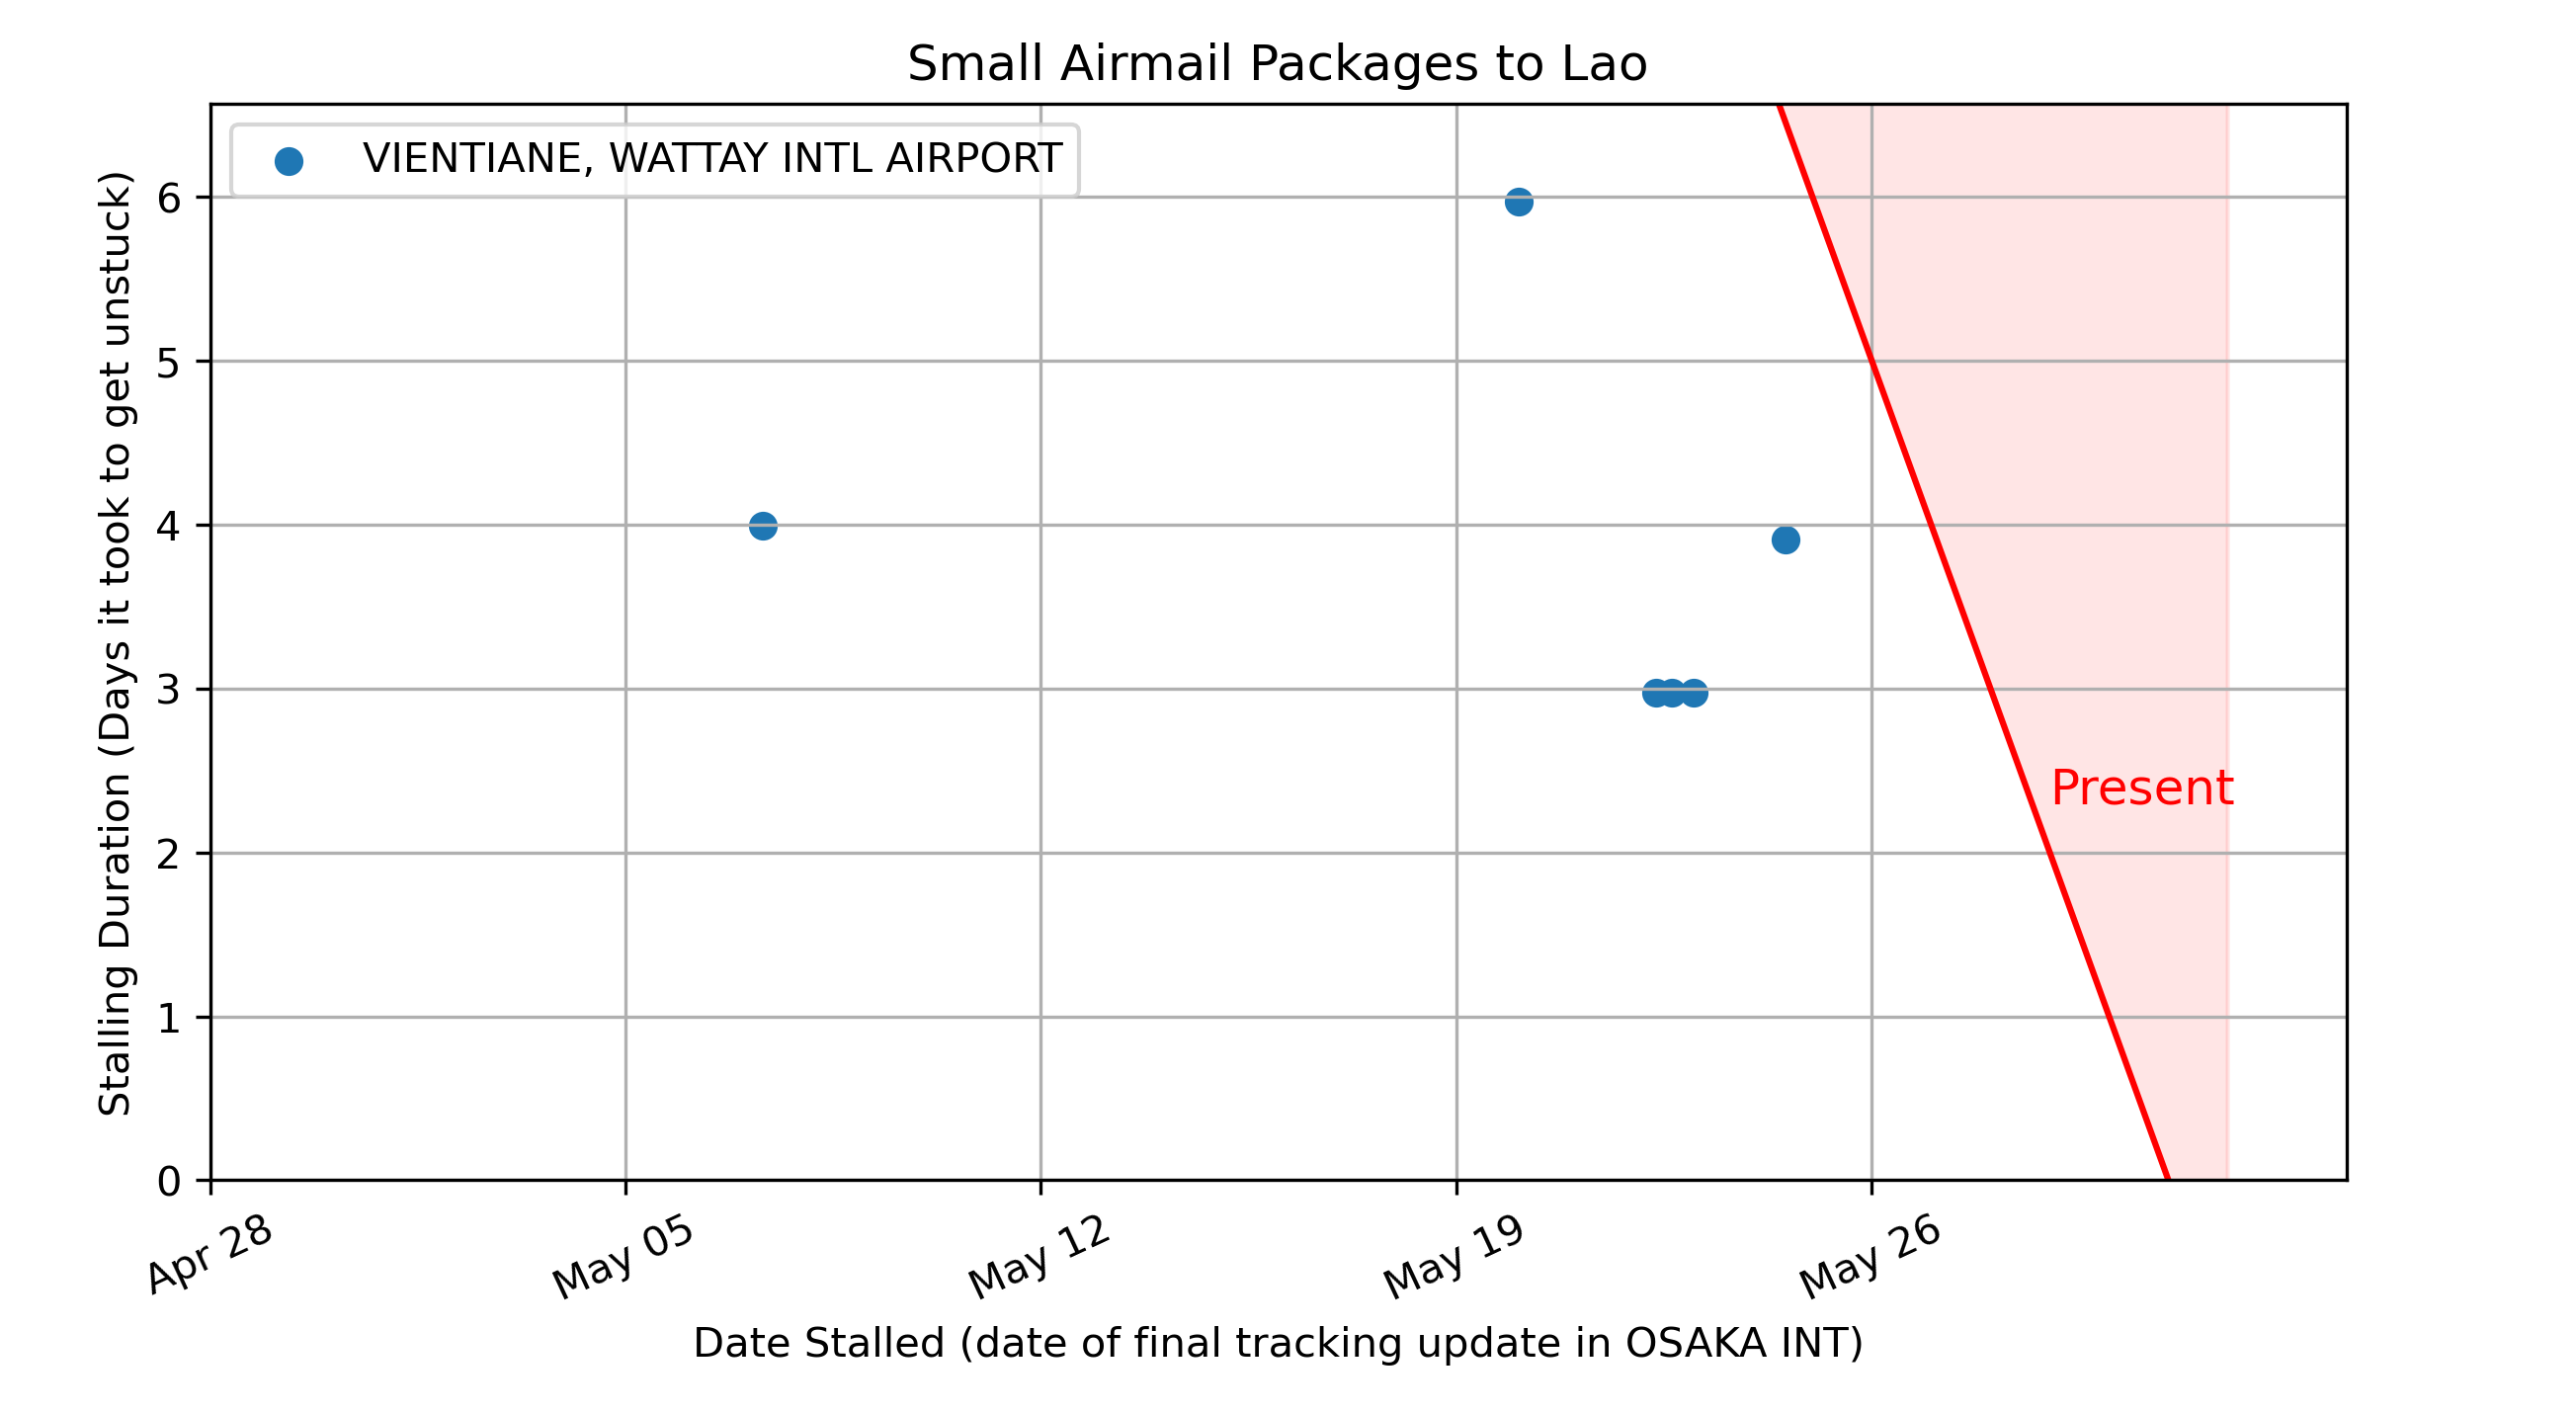 Small Airmail Packages to Lao
VIENTIANE, WATTAY INTL AIRPORT
Stalling Duration (Days it took to get unstuck)
6
5
4
3
2
1
0
Present
Apr 28
May 05
May 12
May 19
May 26
Date Stalled (date of final tracking update in OSAKA INT)